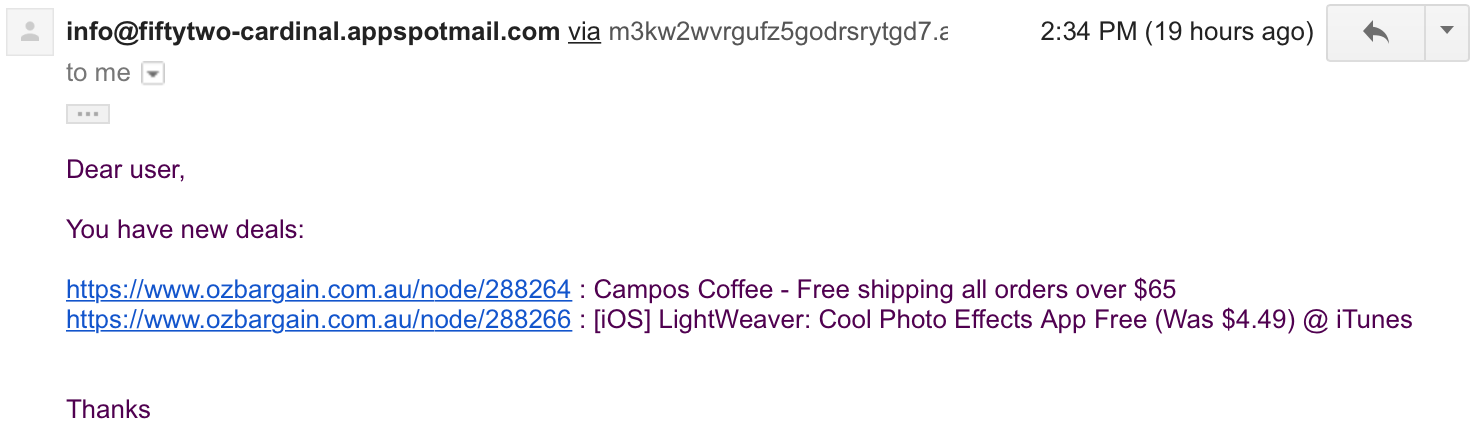 info@fiftytwo-cardinal.appspotmail.com via m3kw2wvrgufz5godrsrytgd7.a 2:34 PM (19 hours ago)
to me
Dear user,
You have new deals:
https://www.ozbargain.com.au/node/288264 : Campos Coffee - Free shipping all orders over $65
https://www.ozbargain.com.au/node/288266 : [iOS] LightWeaver: Cool Photo Effects App Free (Was $4.49) @ iTunes
Thanks